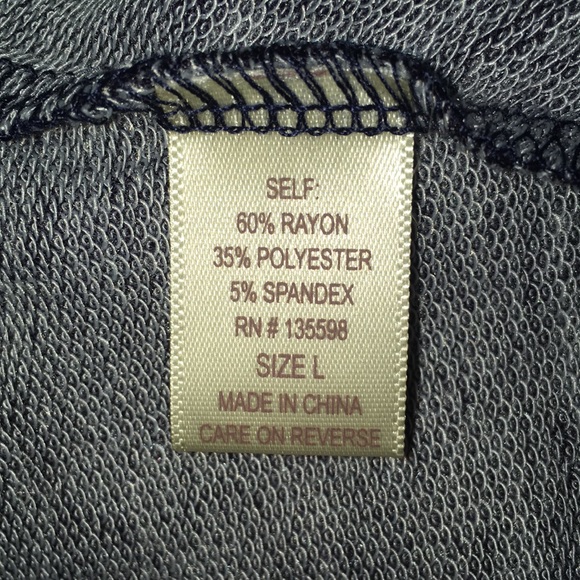 SELF:
60% RAYON
35% POLYESTER
5% SPANDEX
RN # 135598
SIZE L
MADE IN CHINA
CARE ON REVERSE